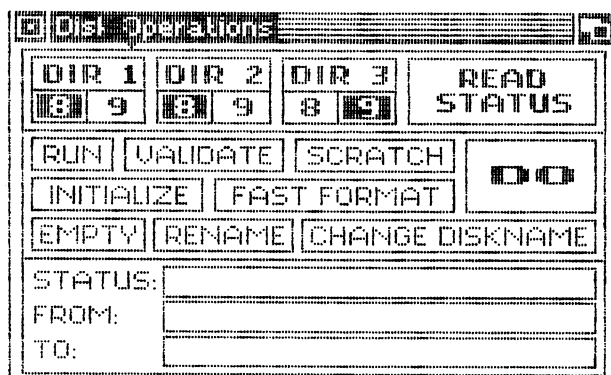 Disk Operations
DIR 1 DIR 2 DIR 3 READ STATUS
8 9 8 9 8 9
RUN VALIDATE SCRATCH
INITIALIZE FAST FORMAT
EMPTY RENAME CHANGE DISKNAME
STATUS:
FROM:
TO: